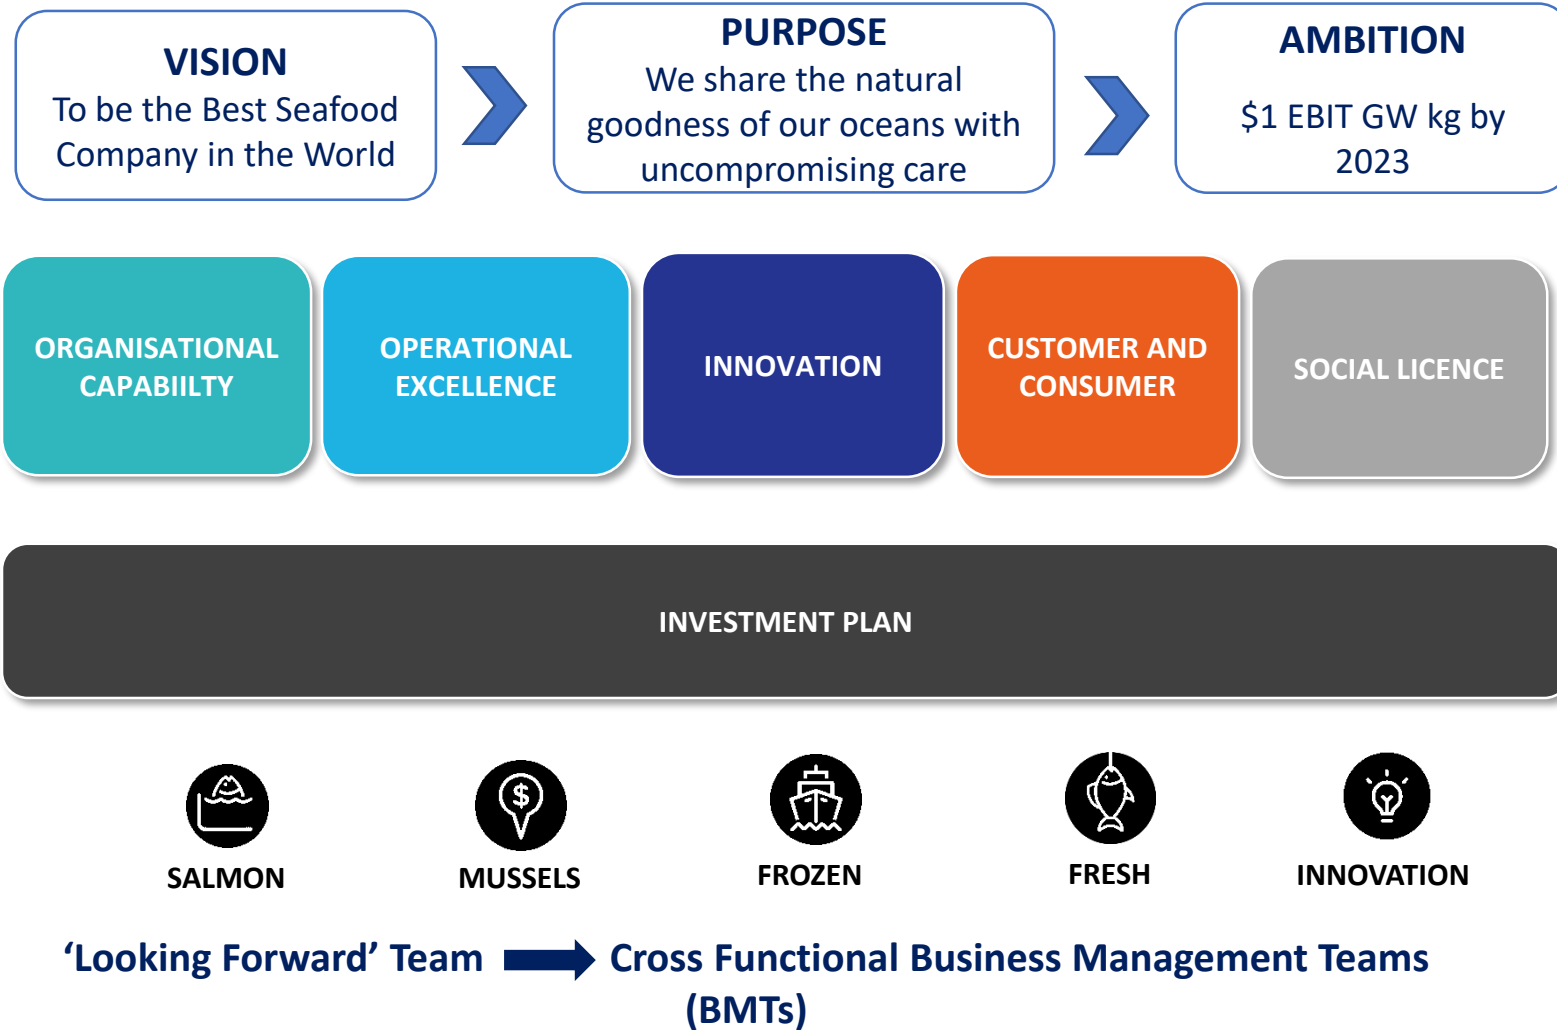 VISION
To be the Best Seafood
Company in the World
PURPOSE
We share the natural
goodness of our oceans with
uncompromising care
AMBITION
$1 EBIT GW kg by
2023
ORGANISATIONAL
CAPABIILTY
OPERATIONAL
EXCELLENCE
INNOVATION
CUSTOMER AND
CONSUMER
SOCIAL LICENCE
INVESTMENT PLAN
$
SALMON
MUSSELS
FROZEN
FRESH
INNOVATION
‘Looking Forward’ Team
Cross Functional Business Management Teams
(BMTs)